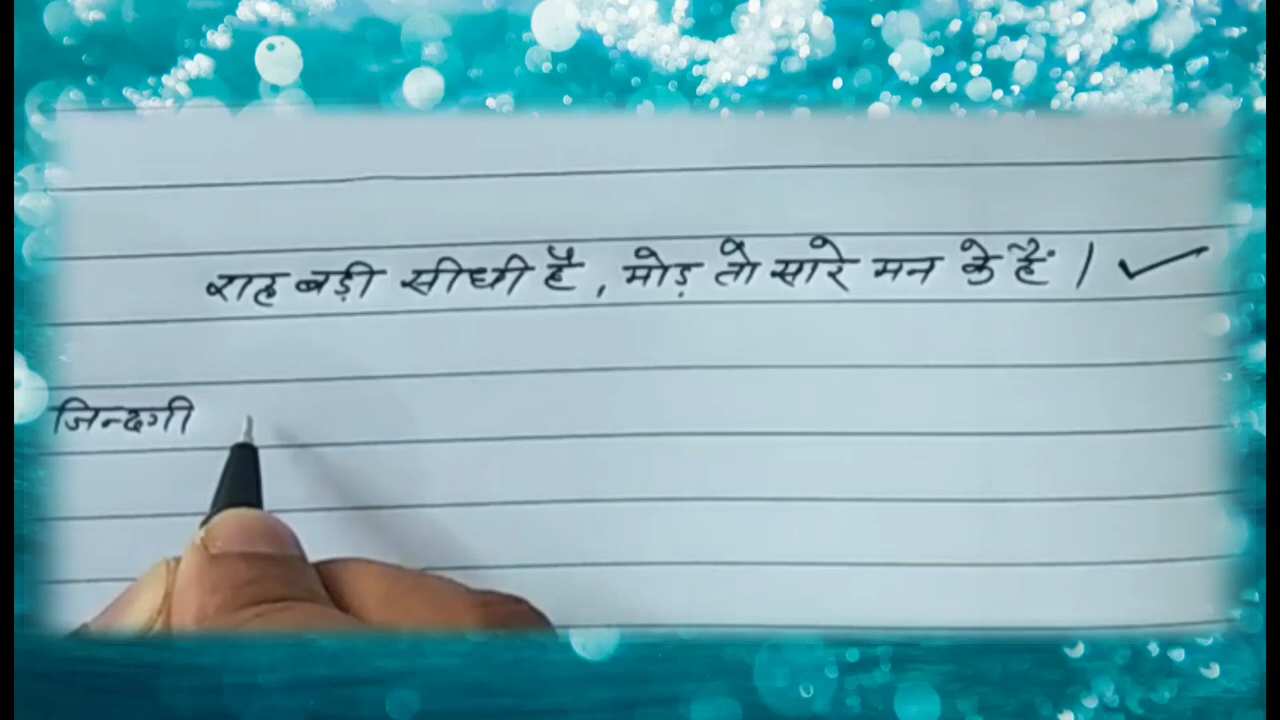 राह बड़ी सीधी है, मोड़ तो सारे मन के हैं।
जिन्दगी